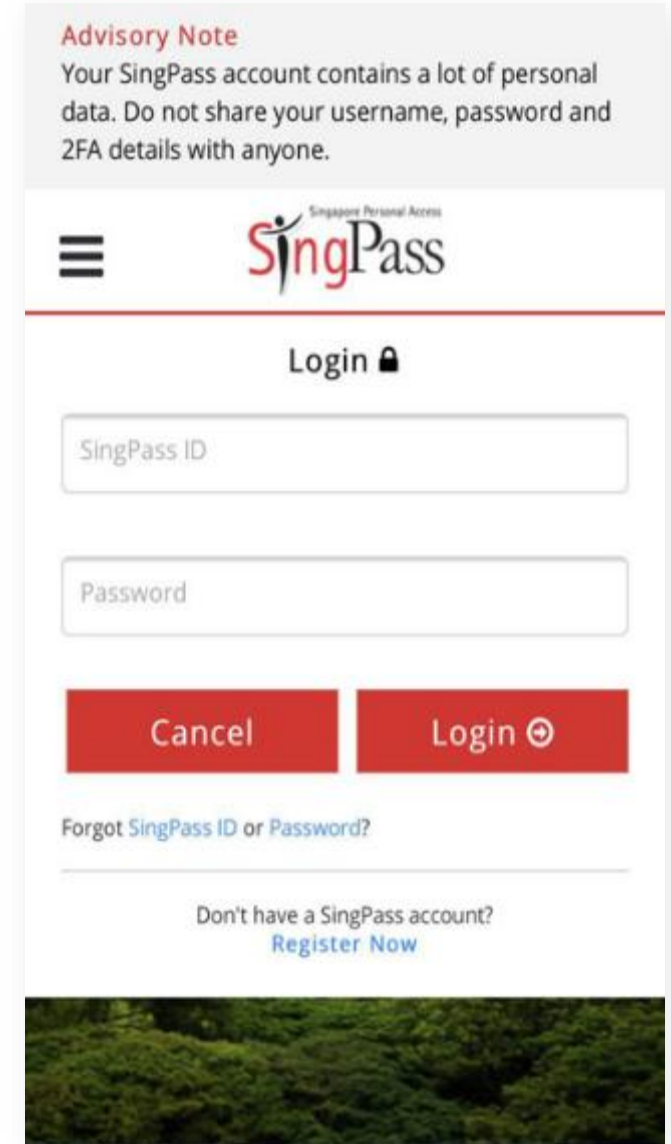 Advisory Note
Your SingPass account contains a lot of personal
data. Do not share your username, password and
2FA details with anyone.
Singapore Personal Access
SingPass
Login
SingPass ID
Password
Cancel
Login
Forgot SingPass ID or Password?
Don't have a SingPass account?
Register Now